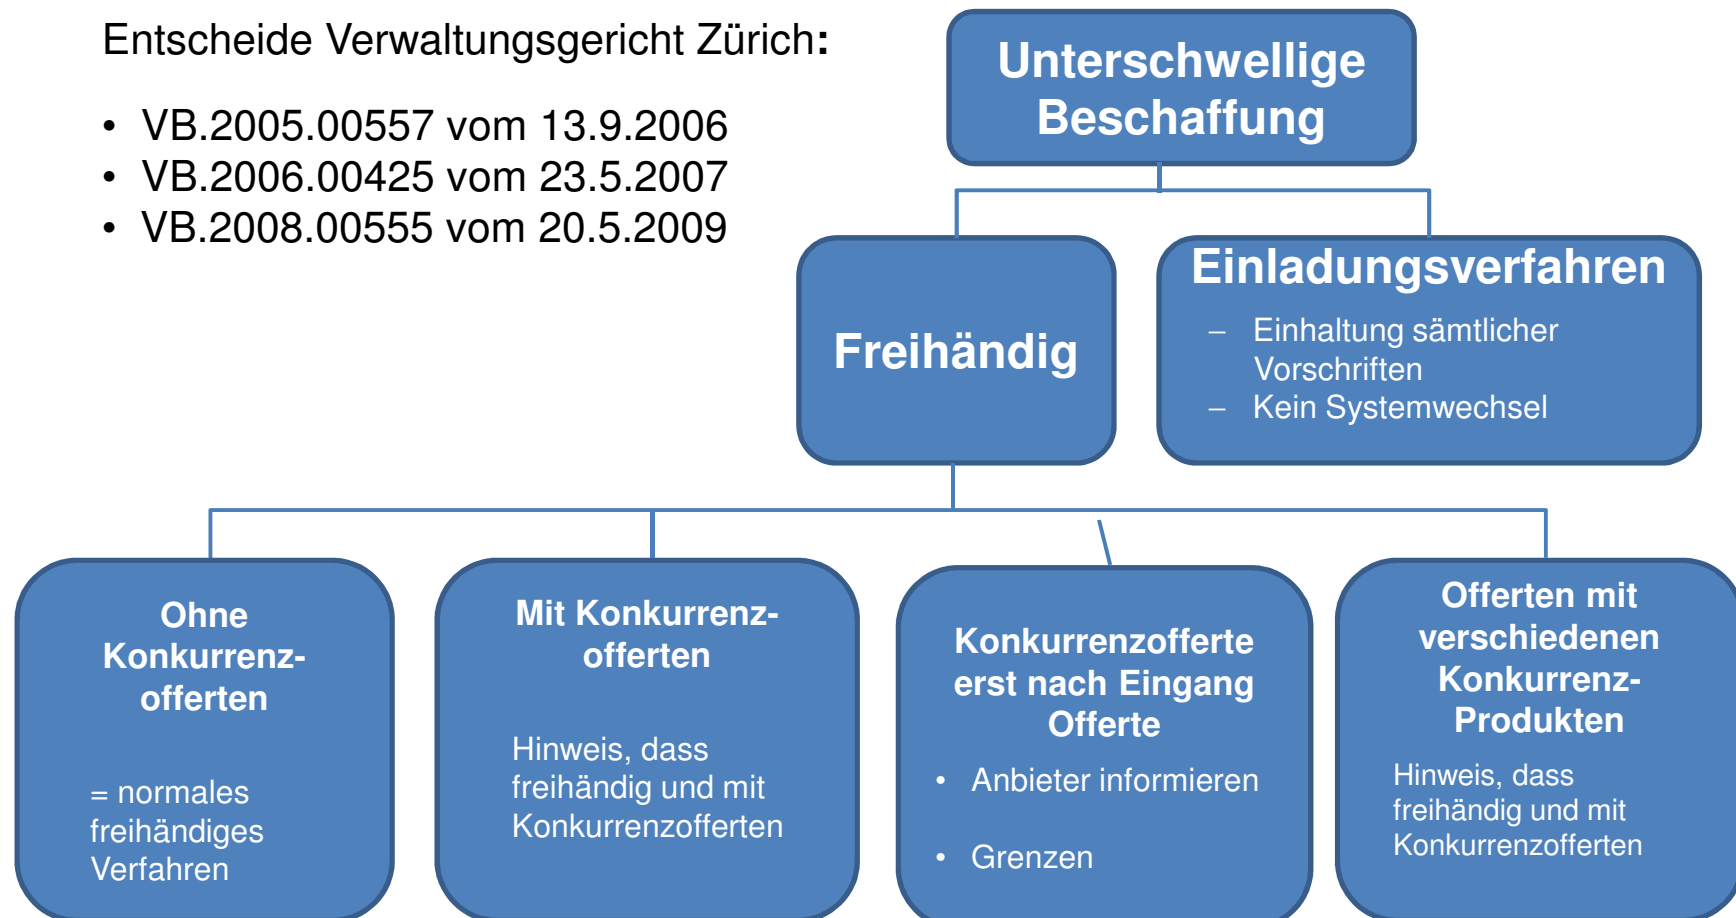 Entscheide Verwaltungsgericht Zürich:
• VB.2005.00557 vom 13.9.2006
• VB.2006.00425 vom 23.5.2007
• VB.2008.00555 vom 20.5.2009
Unterschwellige
Beschaffung
Freihändig
Einladungsverfahren
– Einhaltung sämtlicher
Vorschriften
– Kein Systemwechsel
Ohne
Konkurrenz-
offerten
= normales
freihändiges
Verfahren
Mit Konkurrenz-
offerten
Hinweis, dass
freihändig und mit
Konkurrenzofferten
Konkurrenzofferte
erst nach Eingang
Offerte
• Anbieter informieren
• Grenzen
Offerten mit
verschiedenen
Konkurrenz-
Produkten
Hinweis, dass
freihändig und mit
Konkurrenzofferten